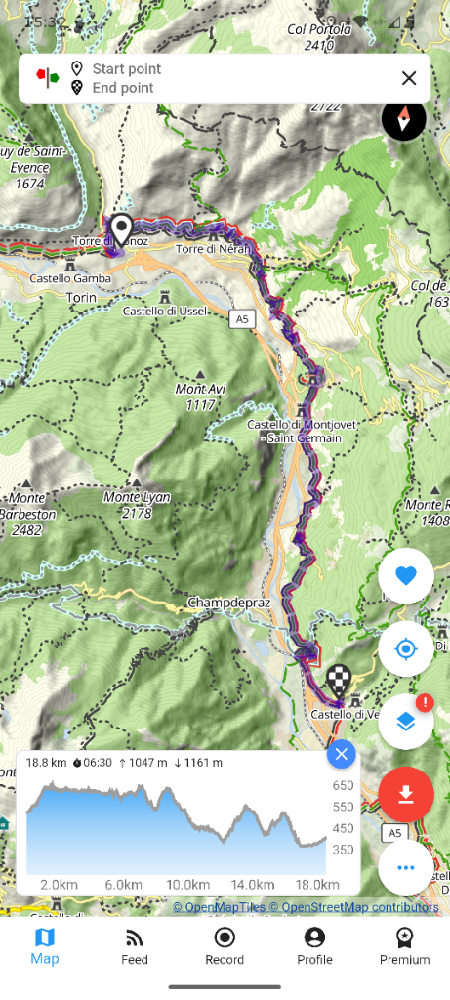 15:32
Col Portola
2410
Start point
End point
2722
uy de Saint-
Evence
1674
Torre di
noz
Torre di Néran
Castello Gamba
Torin
Castello di Ussel
Col de
163
A5
Mont Avi
1117
Castello di Montjovet
- Saint Germain
Monte
Barbeston
2482
Monte Lyan
2178
Monte R
1408
Champdepraz
Di
Castello di Ve
!
18.8 km 06:30 ↑ 1047 m ↓ 1161 m
650
550
450
350
2.0km 6.0km 10.0km 14.0km 18.0km
A5
© OpenMapTiles © OpenStreetMap contributors
Map Feed Record Profile Premium